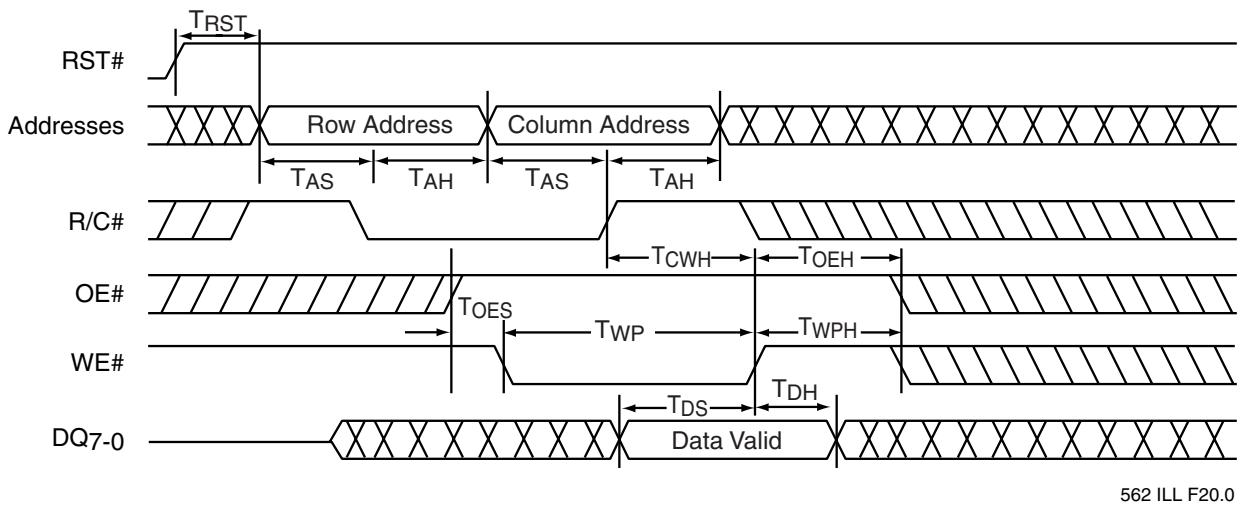 TRST
RST#
Addresses
Row Address
Column Address
TAS
TAH
TAS
TAH
R/C#
TCWH
TOEH
OE#
TOES
TWP
TWPH
WE#
TDS
TDH
DQ7-0
Data Valid
562 ILL F20.0